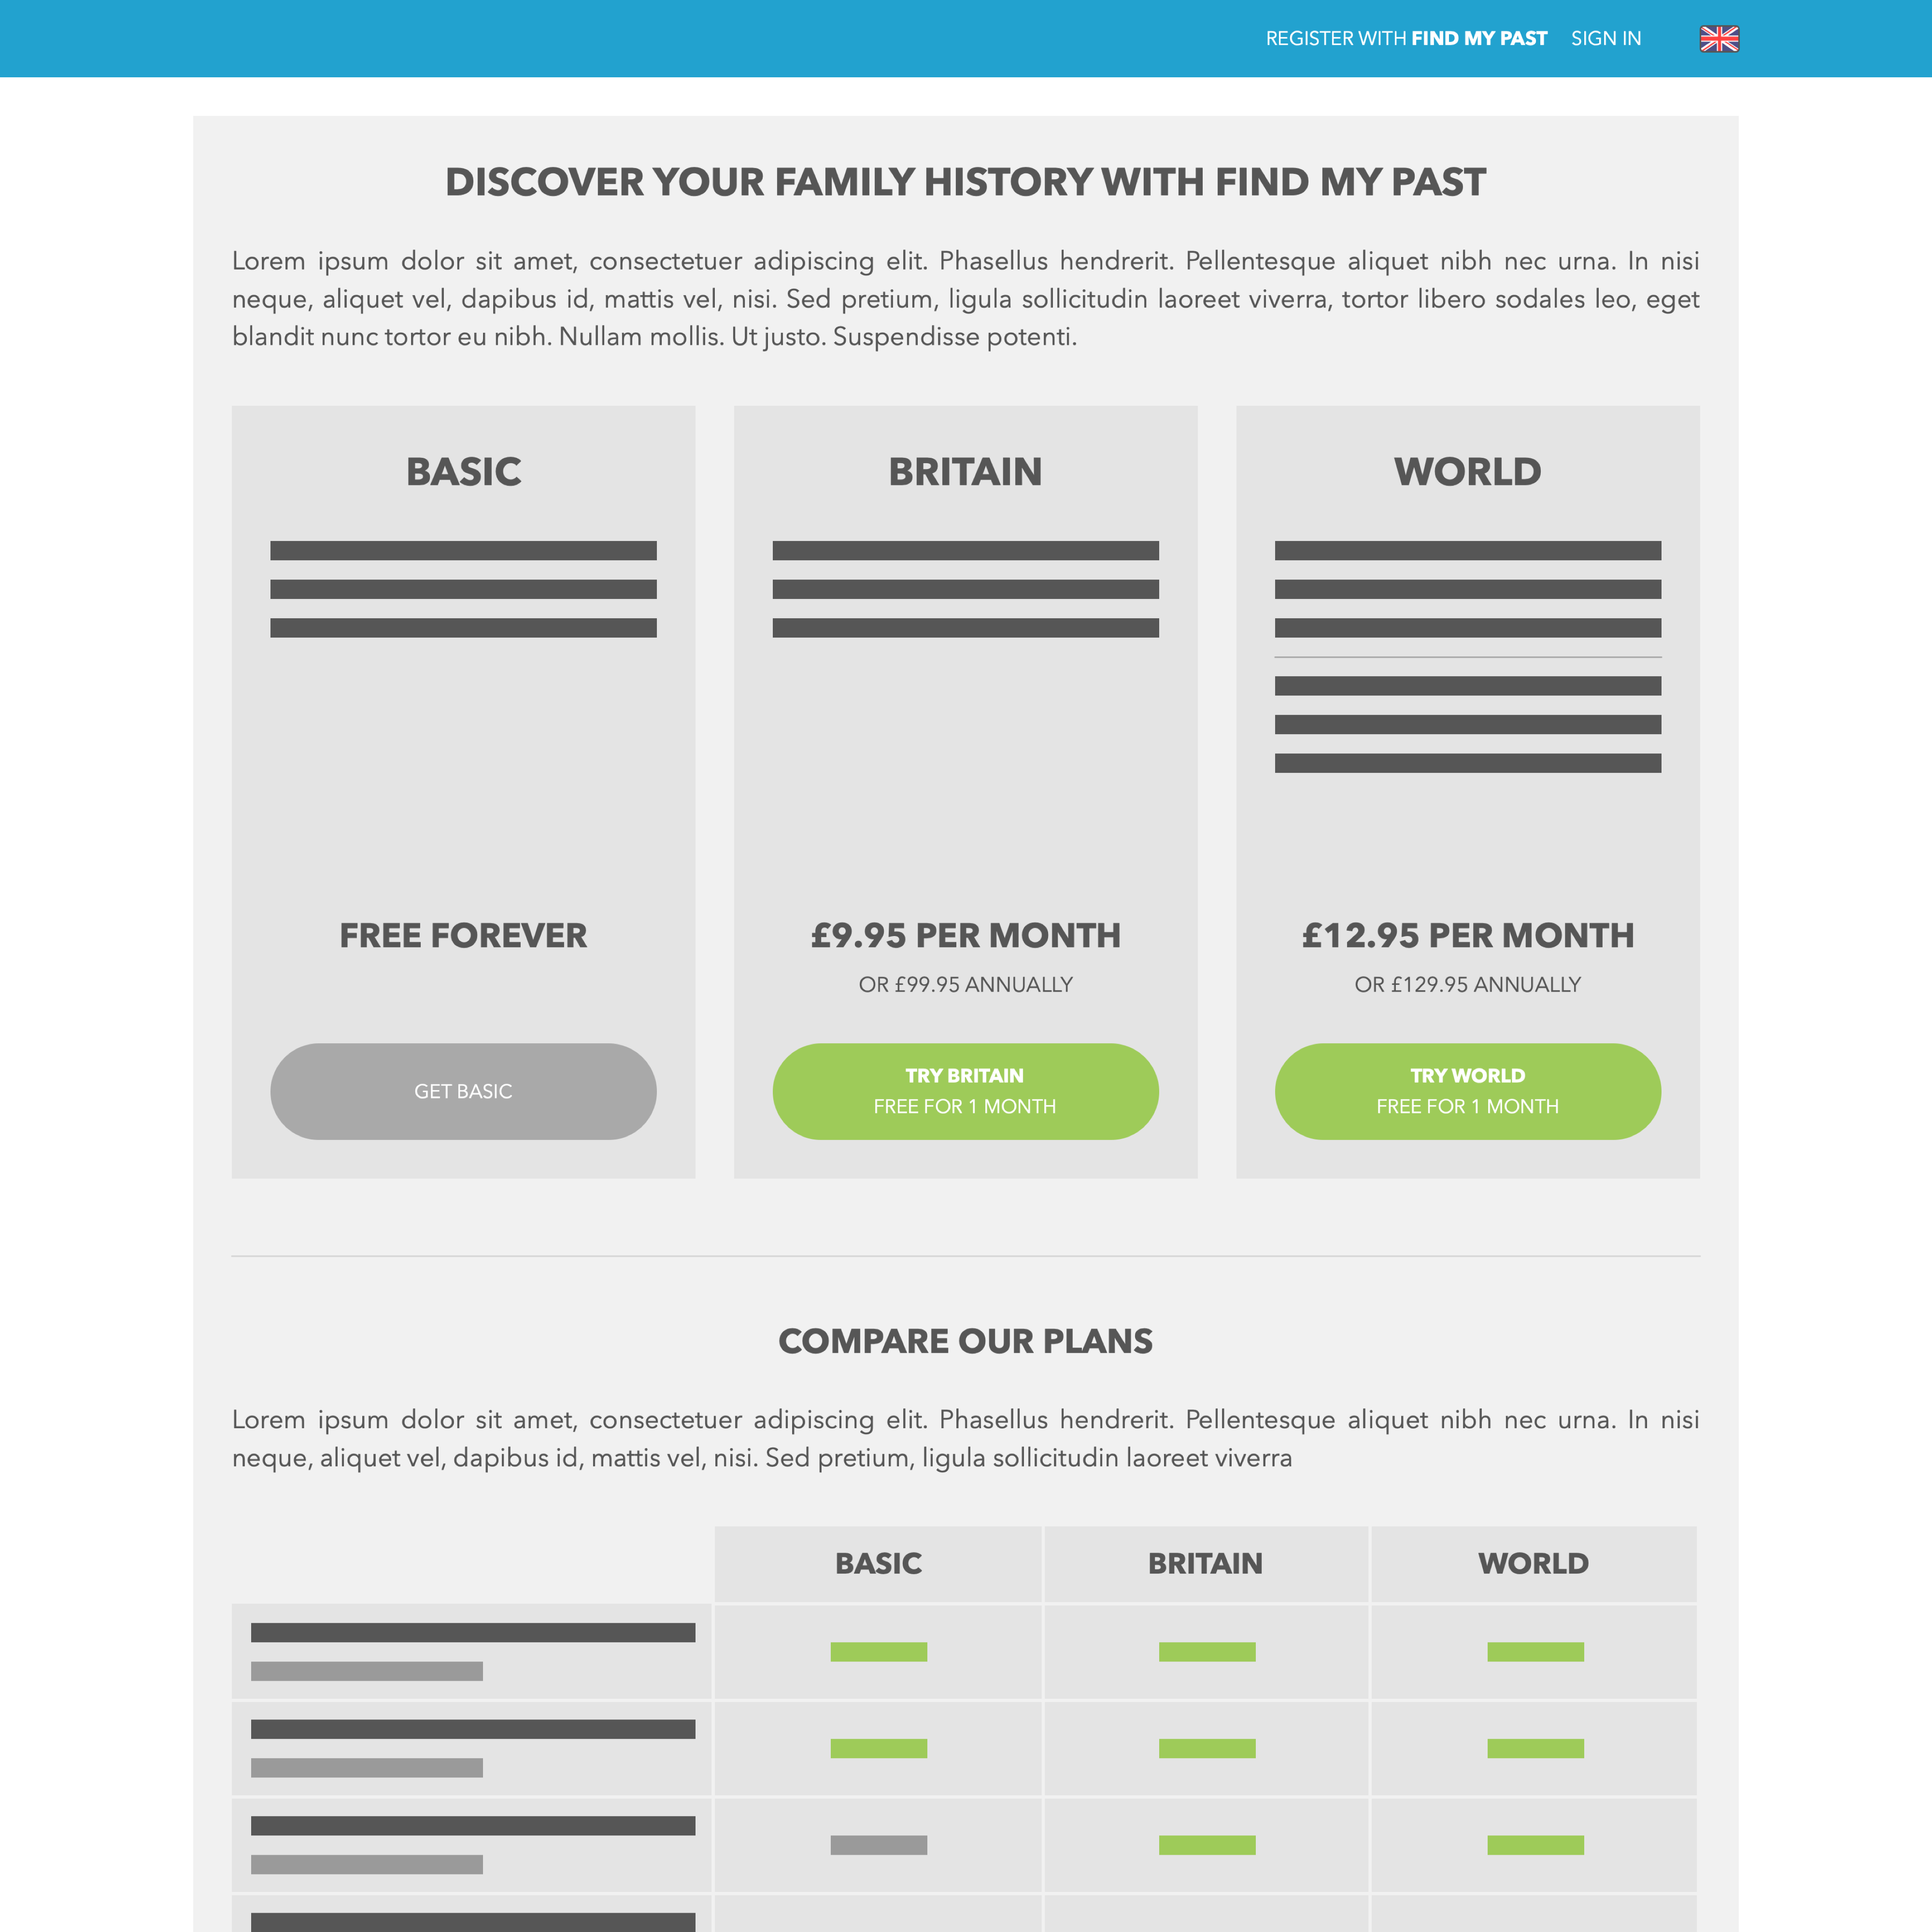 REGISTER WITH FIND MY PAST SIGN IN
DISCOVER YOUR FAMILY HISTORY WITH FIND MY PAST
Lorem ipsum dolor sit amet, consectetuer adipiscing elit. Phasellus hendrerit. Pellentesque aliquet nibh nec urna. In nisi
neque, aliquet vel, dapibus id, mattis vel, nisi. Sed pretium, ligula sollicitudin laoreet viverra, tortor libero sodales leo, eget
blandit nunc tortor eu nibh. Nullam mollis. Ut justo. Suspendisse potenti.
BASIC
FREE FOREVER
GET BASIC
BRITAIN
£9.95 PER MONTH
OR £99.95 ANNUALLY
TRY BRITAIN
FREE FOR 1 MONTH
WORLD
£12.95 PER MONTH
OR £129.95 ANNUALLY
TRY WORLD
FREE FOR 1 MONTH
COMPARE OUR PLANS
Lorem ipsum dolor sit amet, consectetuer adipiscing elit. Phasellus hendrerit. Pellentesque aliquet nibh nec urna. In nisi
neque, aliquet vel, dapibus id, mattis vel, nisi. Sed pretium, ligula sollicitudin laoreet viverra
BASIC BRITAIN WORLD